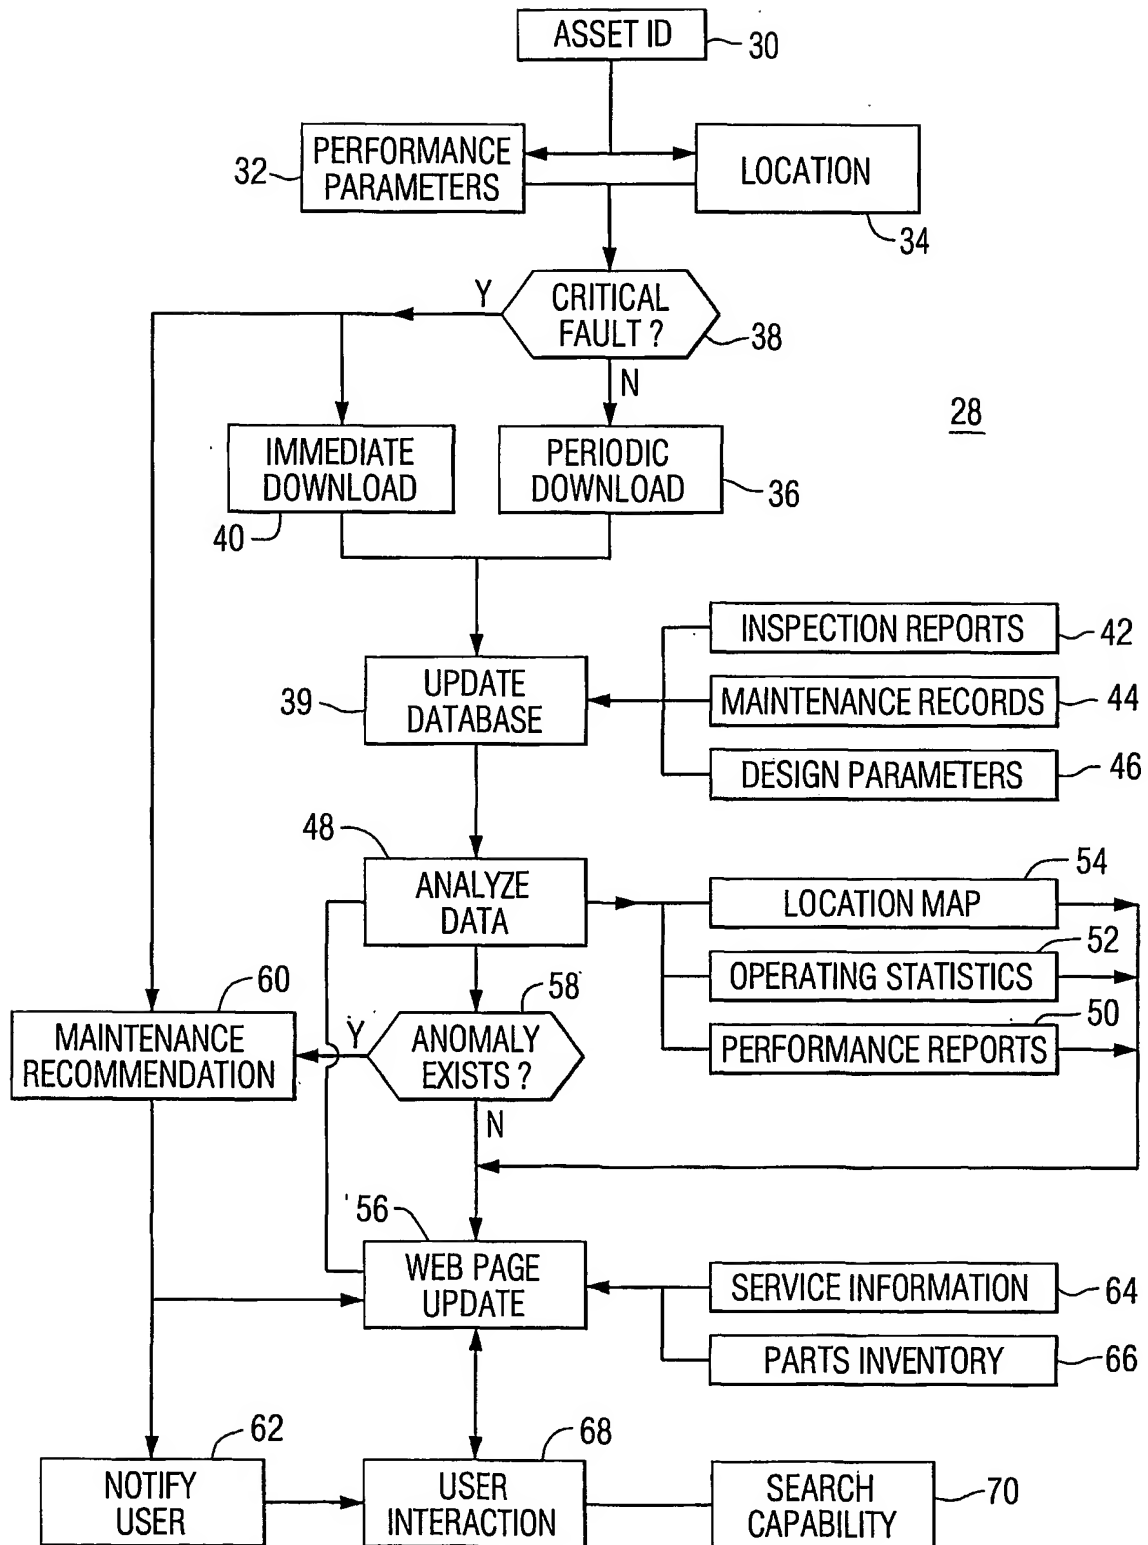 ASSET ID
30
PERFORMANCE
PARAMETERS
32
LOCATION
34
CRITICAL
FAULT ?
38
Y
N
28
IMMEDIATE
DOWNLOAD
40
PERIODIC
DOWNLOAD
36
UPDATE
DATABASE
39
INSPECTION REPORTS
42
MAINTENANCE RECORDS
44
DESIGN PARAMETERS
46
48
ANALYZE
DATA
54
LOCATION MAP
52
OPERATING STATISTICS
50
PERFORMANCE REPORTS
58
ANOMALY
EXISTS ?
Y
N
60
MAINTENANCE
RECOMMENDATION
56
WEB PAGE
UPDATE
SERVICE INFORMATION
64
PARTS INVENTORY
66
62
NOTIFY
USER
68
USER
INTERACTION
SEARCH
CAPABILITY
70